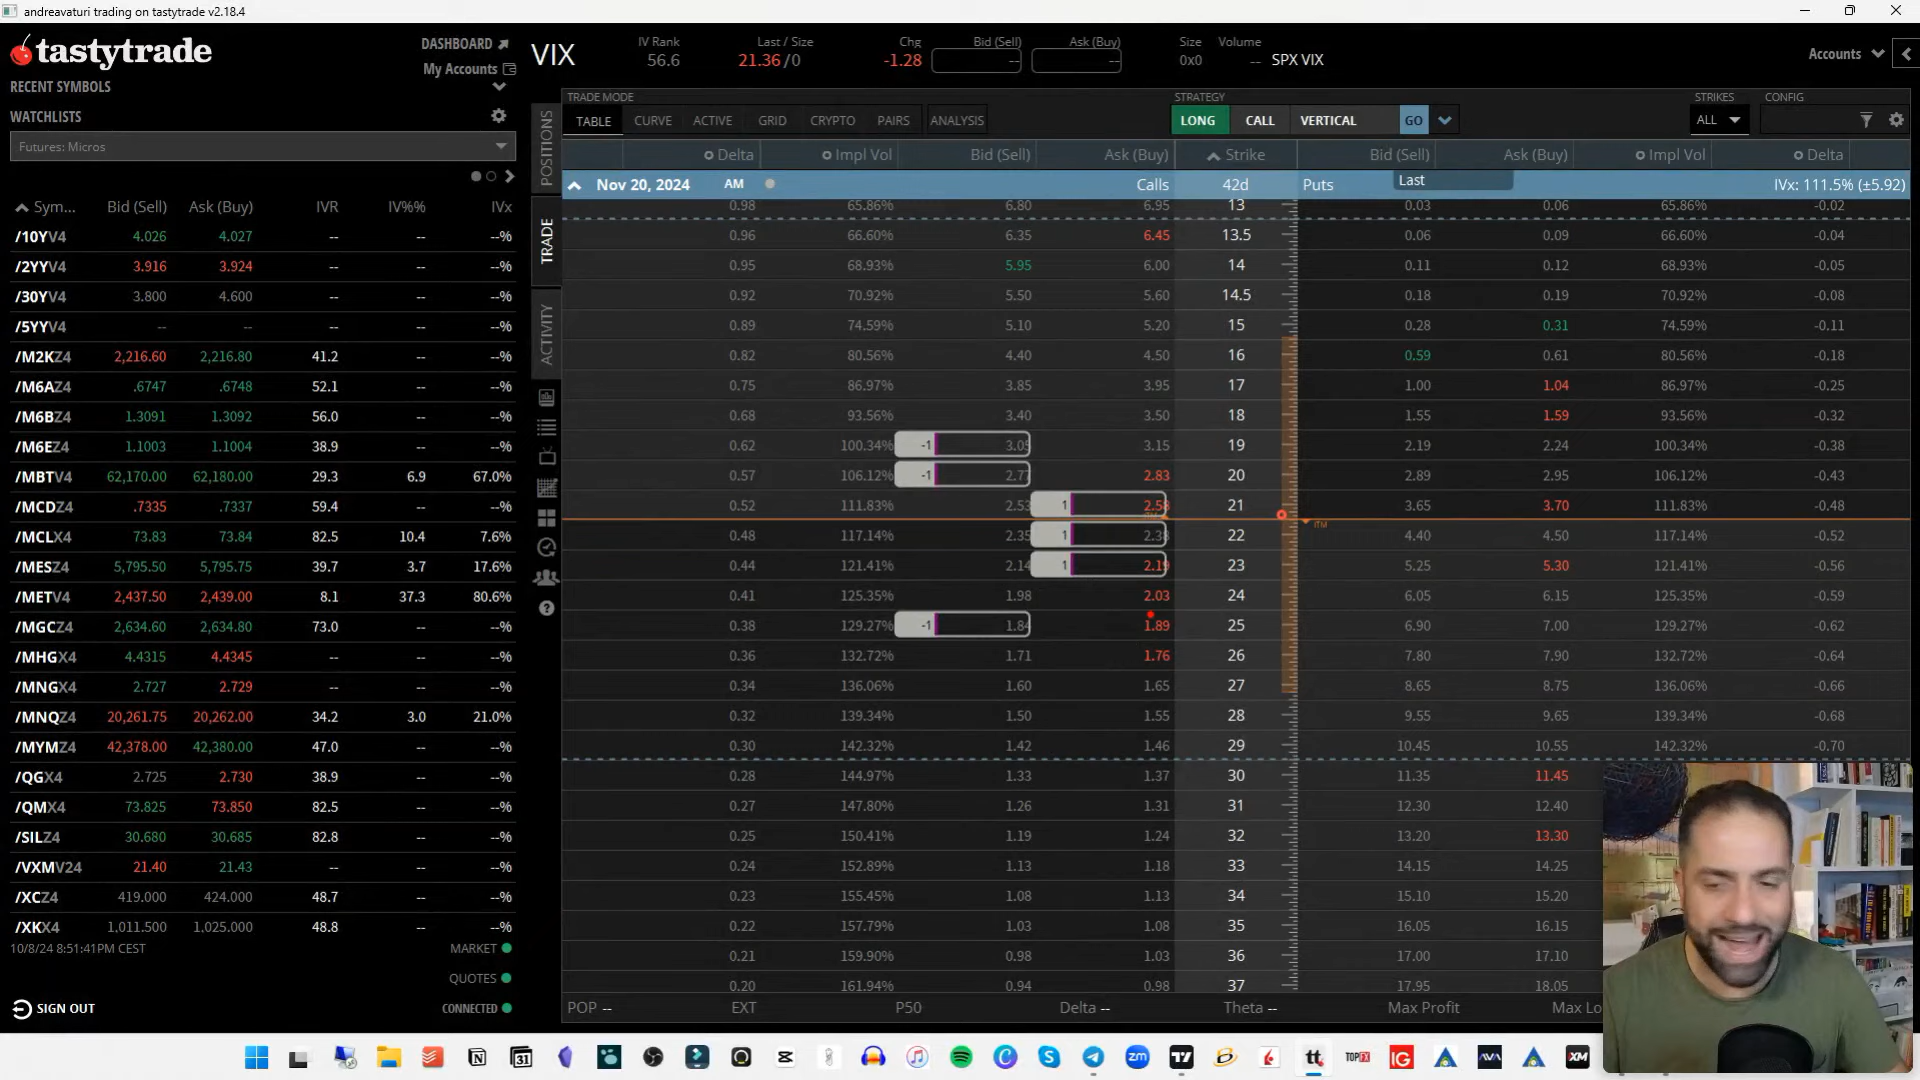 andreavaturi trading on tastytrade v2.18.4
tastytrade
DASHBOARD
My Accounts
RECENT SYMBOLS
WATCHLISTS
Futures: Micros
Sym... Bid (Sell) Ask (Buy) IVR IV%% IVx
/10YV4 4.026 4.027 -- -- --%
/2YYV4 3.916 3.924 -- -- --%
/30YV4 3.800 4.600 -- -- --%
/5YYV4 -- -- -- -- --%
/M2KZ4 2,216.60 2,216.80 41.2 -- --%
/M6AZ4 .6747 .6748 52.1 -- --%
/M6BZ4 1.3091 1.3092 56.0 -- --%
/M6EZ4 1.1003 1.1004 38.9 -- --%
/MBTV4 62,170.00 62,180.00 29.3 6.9 67.0%
/MCDZ4 .7335 .7337 59.4 -- --%
/MCLX4 73.83 73.84 82.5 10.4 7.6%
/MESZ4 5,795.50 5,795.75 39.7 3.7 17.6%
/METV4 2,437.50 2,439.00 8.1 37.3 80.6%
/MGCZ4 2,634.60 2,634.80 73.0 -- --%
/MHGX4 4.4315 4.4345 -- -- --%
/MNGX4 2.727 2.729 -- -- --%
/MNQZ4 20,261.75 20,262.00 34.2 3.0 21.0%
/MYMZ4 42,378.00 42,380.00 47.0 -- --%
/QGX4 2.725 2.730 38.9 -- --%
/QMX4 73.825 73.850 82.5 -- --%
/SILZ4 30.680 30.685 82.8 -- --%
/VXMV24 21.40 21.43 -- -- --%
/XCZ4 419.000 424.000 48.7 -- --%
/XKX4 1,011.500 1,025.000 48.8 -- --%
10/8/24 8:51:41PM CEST
MARKET
QUOTES
CONNECTED
SIGN OUT
POSITIONS
TRADE
ACTIVITY
VIX
IV Rank Last / Size Chg Bid (Sell) Ask (Buy) Size Volume
56.6 21.36/0 -1.28 -- -- 0x0 -- SPX VIX
Accounts
TRADE MODE STRATEGY STRIKES CONFIG
TABLE CURVE ACTIVE GRID CRYPTO PAIRS ANALYSIS LONG CALL VERTICAL GO ALL
Delta Impl Vol Bid (Sell) Ask (Buy) Strike Bid (Sell) Ask (Buy) Impl Vol Delta
Nov 20, 2024 AM Calls 42d Puts Last IVx: 111.5% (±5.92)
0.98 65.86% 6.80 6.95 13 0.03 0.06 65.86% -0.02
0.96 66.60% 6.35 6.45 13.5 0.06 0.09 66.60% -0.04
0.95 68.93% 5.95 6.00 14 0.11 0.12 68.93% -0.05
0.92 70.92% 5.50 5.60 14.5 0.18 0.19 70.92% -0.08
0.89 74.59% 5.10 5.20 15 0.28 0.31 74.59% -0.11
0.82 80.56% 4.40 4.50 16 0.59 0.61 80.56% -0.18
0.75 86.97% 3.85 3.95 17 1.00 1.04 86.97% -0.25
0.68 93.56% 3.40 3.50 18 1.55 1.59 93.56% -0.32
0.62 100.34% -1 3.05 3.15 19 2.19 2.24 100.34% -0.38
0.57 106.12% -1 2.77 2.83 20 2.89 2.95 106.12% -0.43
0.52 111.83% 2.53 1 2.58 21 3.65 3.70 111.83% -0.48
ITM
0.48 117.14% 2.35 1 2.38 22 4.40 4.50 117.14% -0.52
0.44 121.41% 2.14 1 2.19 23 5.25 5.30 121.41% -0.56
0.41 125.35% 1.98 2.03 24 6.05 6.15 125.35% -0.59
0.38 129.27% -1 1.84 1.89 25 6.90 7.00 129.27% -0.62
0.36 132.72% 1.71 1.76 26 7.80 7.90 132.72% -0.64
0.34 136.06% 1.60 1.65 27 8.65 8.75 136.06% -0.66
0.32 139.34% 1.50 1.55 28 9.55 9.65 139.34% -0.68
0.30 142.32% 1.42 1.46 29 10.45 10.55 142.32% -0.70
0.28 144.97% 1.33 1.37 30 11.35 11.45
0.27 147.80% 1.26 1.31 31 12.30 12.40
0.25 150.41% 1.19 1.24 32 13.20 13.30
0.24 152.89% 1.13 1.18 33 14.15 14.25
0.23 155.45% 1.08 1.13 34 15.10 15.20
0.22 157.79% 1.03 1.08 35 16.05 16.15
0.21 159.90% 0.98 1.03 36 17.00 17.10
0.20 161.94% 0.94 0.98 37 17.95 18.05
POP -- EXT P50 Delta -- Theta -- Max Profit Max Lo
31
zm
tt
TOPFX
IG
AVA
XM